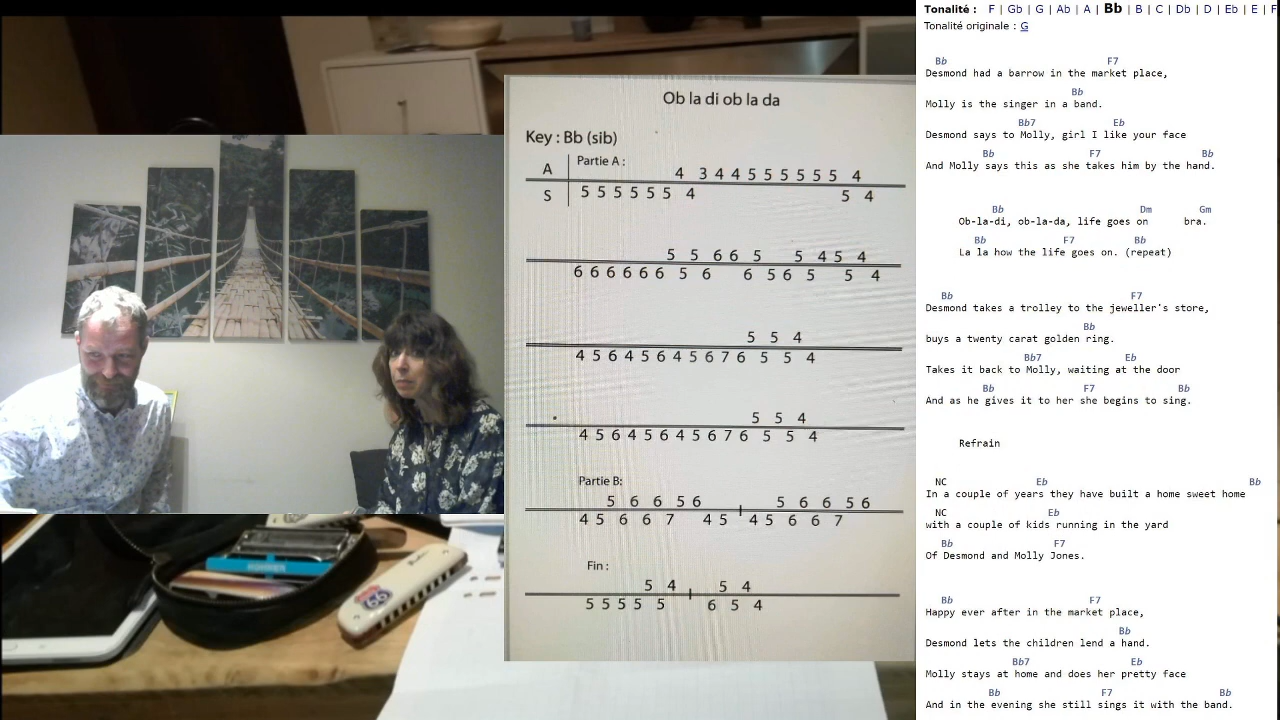 Ob la di ob la da
Key : Bb (sib)
Partie A :
A 4 3 4 4 5 5 5 5 5 5 4
S 5 5 5 5 5 5 4 5 4
5 5 6 6 5 5 4 5 4
6 6 6 6 6 6 5 6 6 5 6 5 5 4
5 5 4
4 5 6 4 5 6 4 5 6 7 6 5 5 4
5 5 4
4 5 6 4 5 6 4 5 6 7 6 5 5 4
Partie B:
5 6 6 5 6 5 6 6 5 6
4 5 6 6 7 4 5 4 5 6 6 7
Fin :
5 4 5 4
5 5 5 5 5 6 5 4
HOHNER
66
Tonalité : F | Gb | G | Ab | A | Bb | B | C | Db | D | Eb | E | F
Tonalité originale : G
Bb F7
Desmond had a barrow in the market place,
Bb
Molly is the singer in a band.
Bb7 Eb
Desmond says to Molly, girl I like your face
Bb F7 Bb
And Molly says this as she takes him by the hand.
Bb Dm Gm
Ob-la-di, ob-la-da, life goes on bra.
Bb F7 Bb
La la how the life goes on. (repeat)
Bb F7
Desmond takes a trolley to the jeweller's store,
Bb
buys a twenty carat golden ring.
Bb7 Eb
Takes it back to Molly, waiting at the door
Bb F7 Bb
And as he gives it to her she begins to sing.
Refrain
NC Eb Bb
In a couple of years they have built a home sweet home
NC Eb
with a couple of kids running in the yard
Bb F7
Of Desmond and Molly Jones.
Bb F7
Happy ever after in the market place,
Bb
Desmond lets the children lend a hand.
Bb7 Eb
Molly stays at home and does her pretty face
Bb F7 Bb
And in the evening she still sings it with the band.